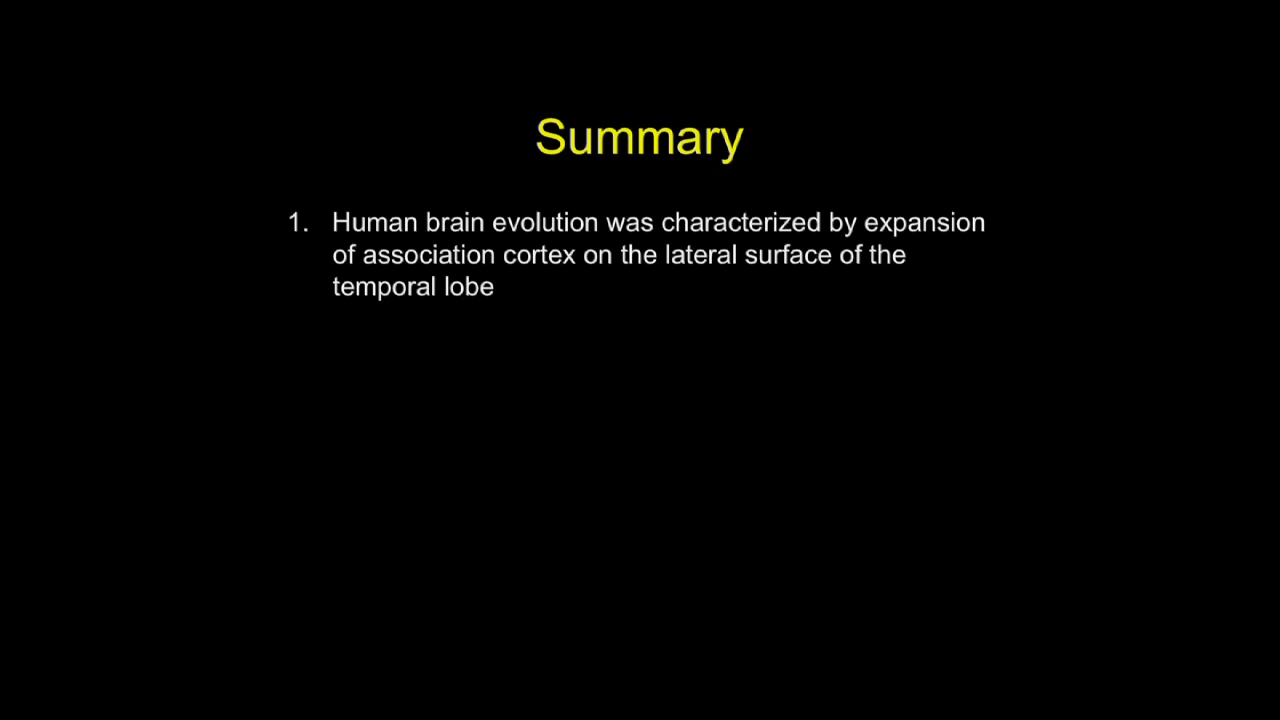 Summary
1. Human brain evolution was characterized by expansion
of association cortex on the lateral surface of the
temporal lobe